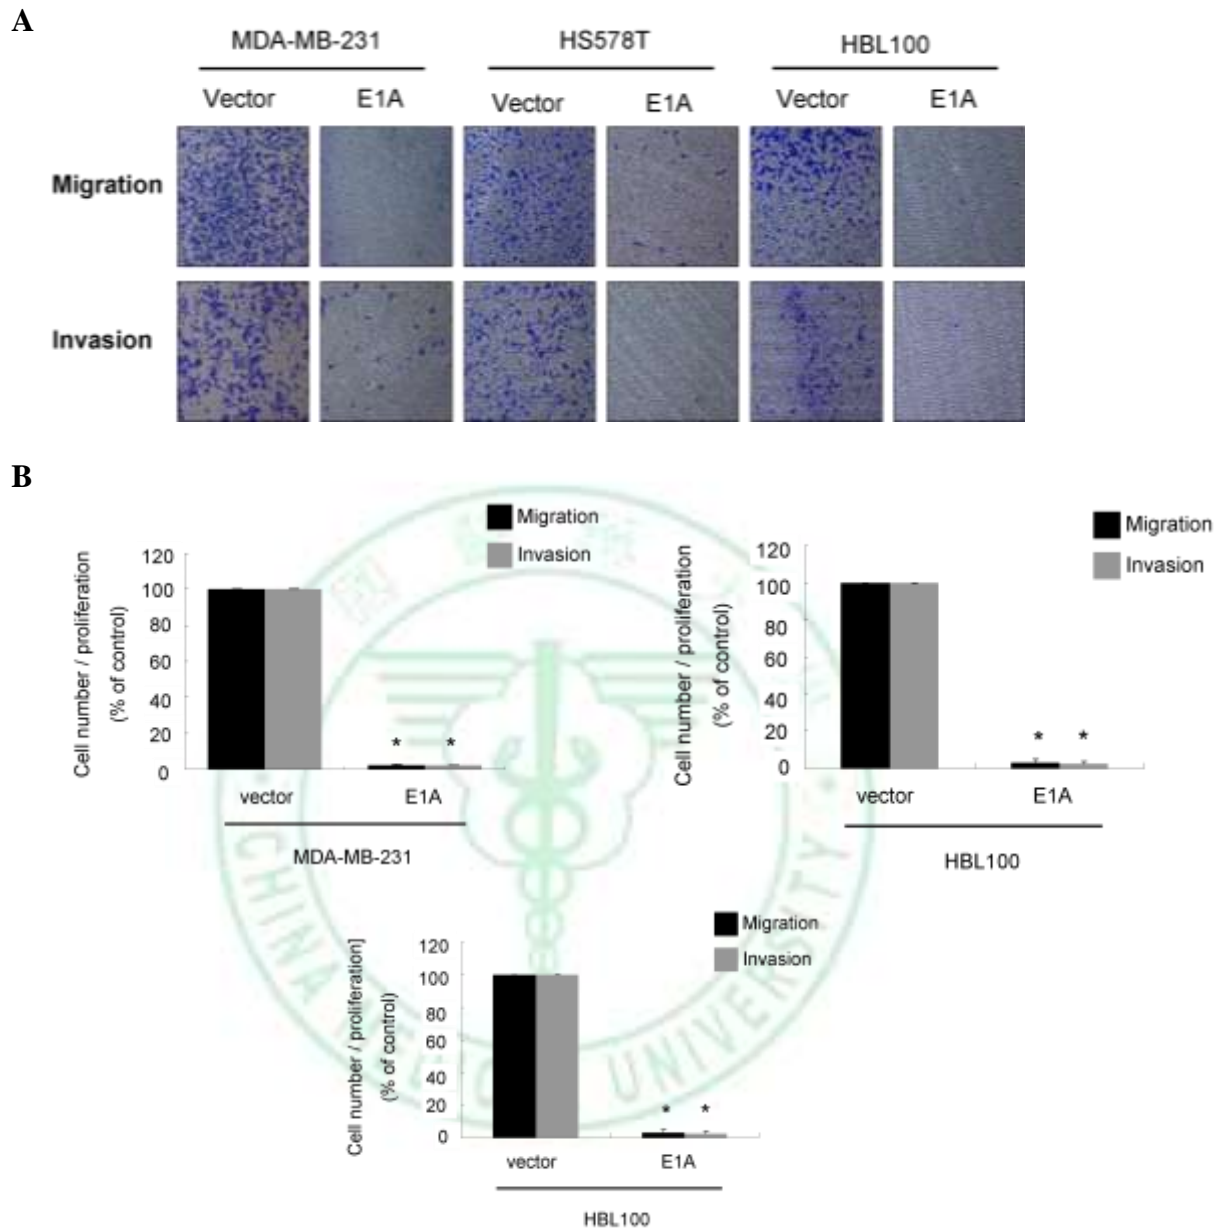 A
MDA-MB-231 HS578T HBL100
Vector E1A Vector E1A Vector E1A
Migration
Invasion
B
Migration
Invasion
Cell number / proliferation
(% of control)
120
100
80
60
40
20
0
* *
vector E1A
MDA-MB-231
Migration
Invasion
Cell number / proliferation
(% of control)
120
100
80
60
40
20
0
* *
vector E1A
HBL100
Migration
Invasion
Cell number / proliferation]
(% of control)
120
100
80
60
40
20
0
* *
vector E1A
HBL100
CHINA
UNIVERSITY